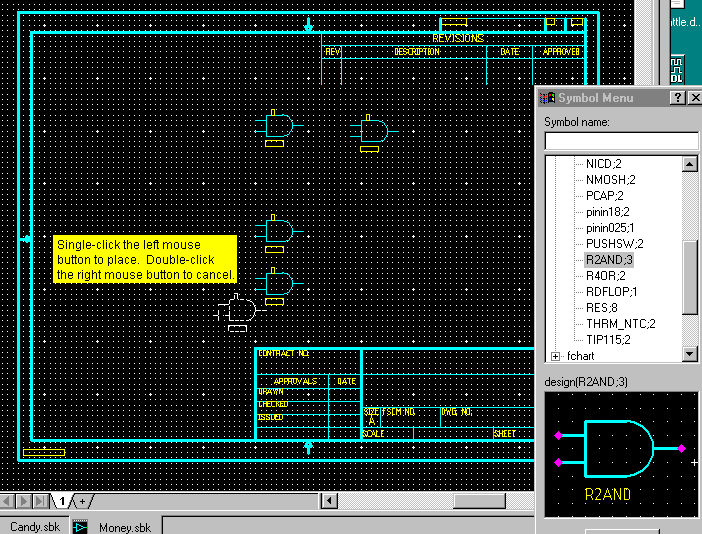 REVISIONS
REV DESCRIPTION DATE APPROVED
ttle.d..
Symbol Menu
Symbol name:
NICD;2
NMOSH;2
PCAP;2
pinin18;2
pinin025;1
PUSHSW;2
R2AND;3
R4OR;2
RDFLOP;1
RES;8
THRM_NTC;2
TIP115;2
fchart
design(R2AND;3)
R2AND
Single-click the left mouse
button to place. Double-click
the right mouse button to cancel.
CONTRACT NO.
APPROVALS DATE
DRAWN
CHECKED
ISSUED
SIZE FSCM NO. DWG. NO.
A
SCALE SHEET
1 +
Candy.sbk Money.sbk